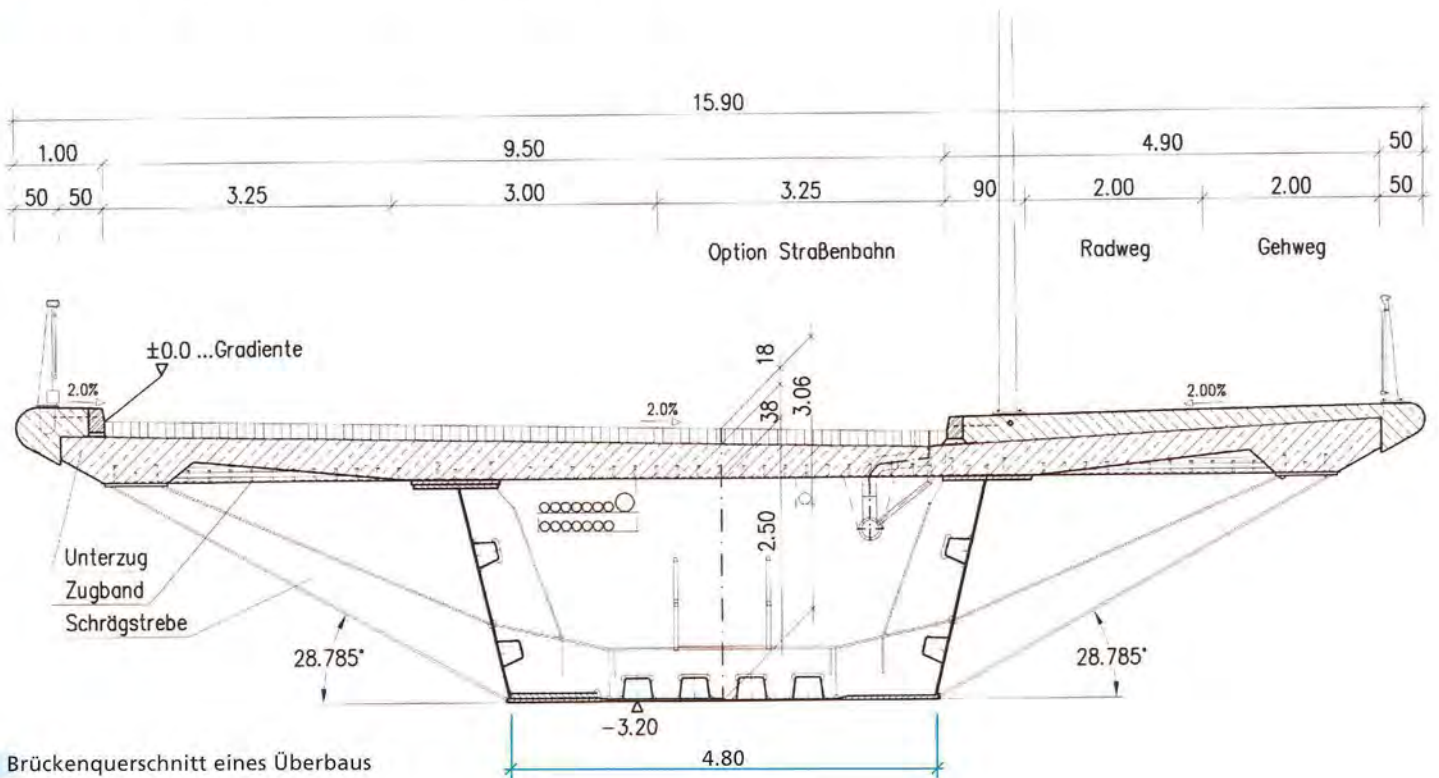 15.90
1.00 9.50 4.90 50
50 50 3.25 3.00 3.25 90 2.00 2.00 50
Option Straßenbahn Radweg Gehweg
±0.0 ...Gradiente
2.0% 2.0% 2.00%
18
38
3.06
2.50
Unterzug
Zugband
Schrägstrebe
28.785° 28.785°
-3.20
4.80
Brückenquerschnitt eines Überbaus